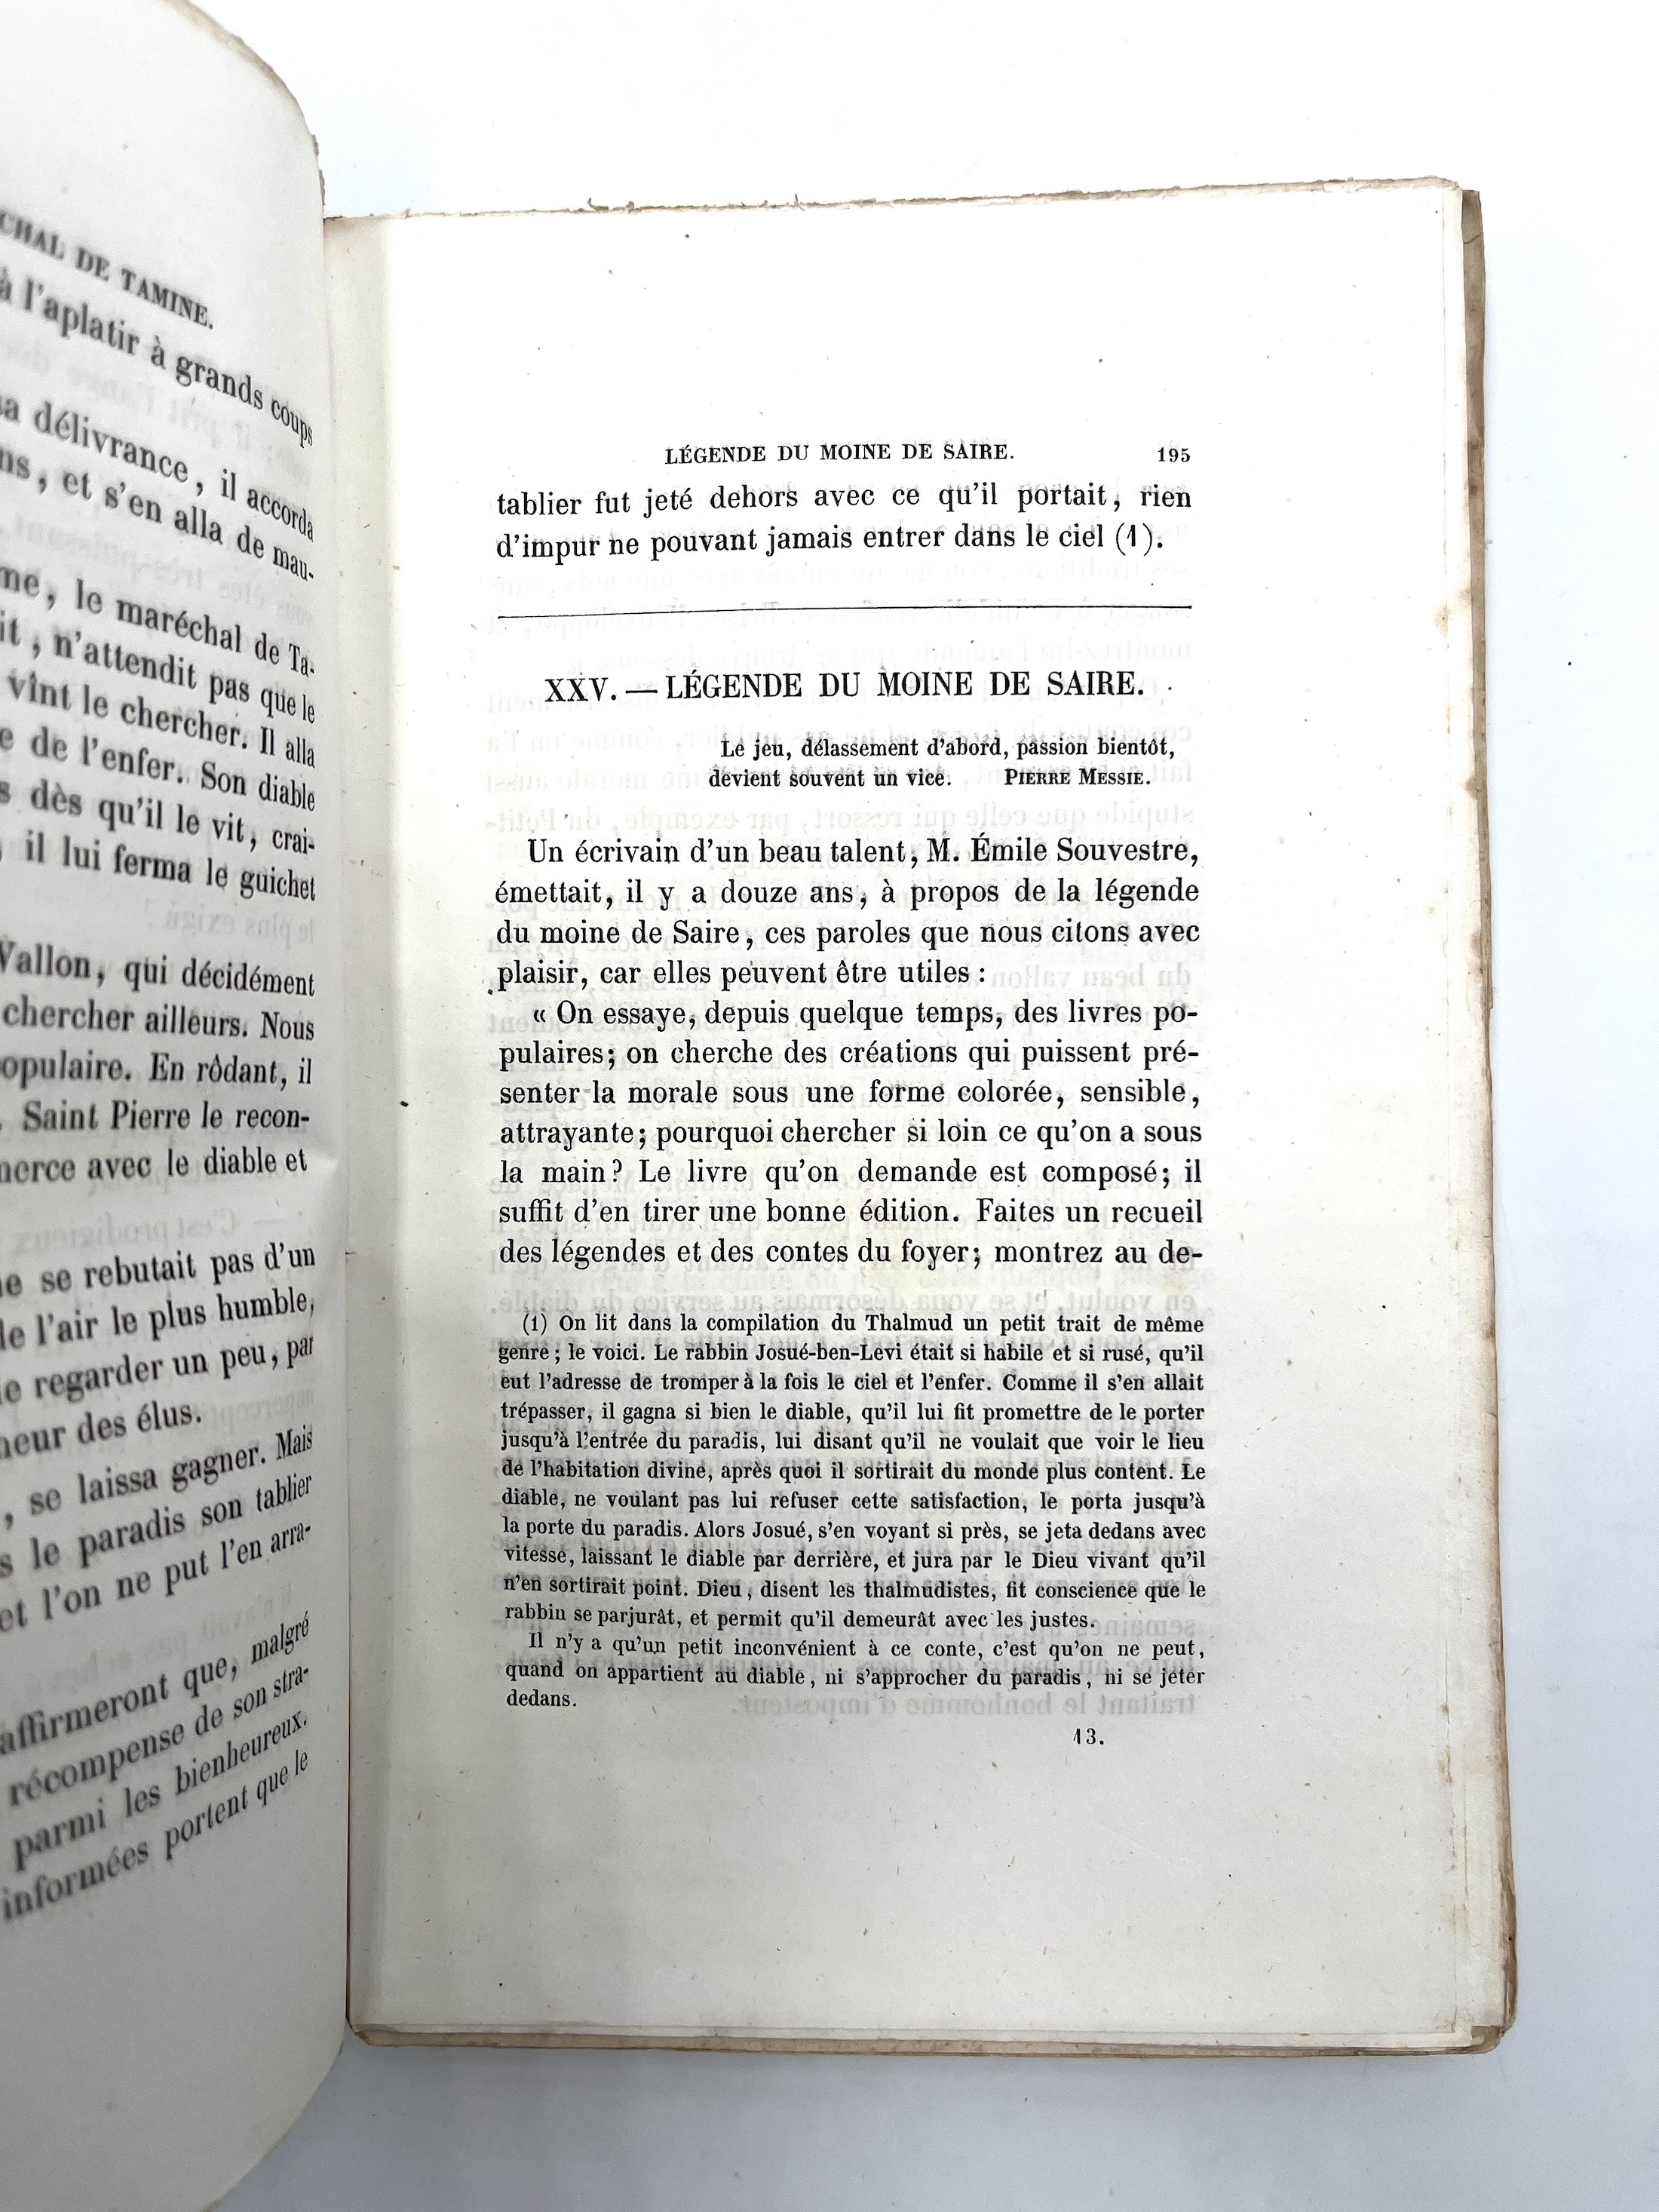 CHAL DE TAMINE.
à l'aplatir à grands coups
délivrance, il accorda
, et s'en alla de mau-
, le maréchal de Ta-
, n'attendit pas que le
vînt le chercher. Il alla
de l'enfer. Son diable
dès qu'il le vit, crai-
, il lui ferma le guichet
Vallon, qui décidément
chercher ailleurs. Nous
opulaire. En rôdant, il
. Saint Pierre le recon-
merce avec le diable et
se rebutait pas d'un
de l'air le plus humble,
regarder un peu, par
des élus.
, se laissa gagner. Mais
le paradis son tablier
et l'on ne put l'en arra-
affirmeront que, malgré
récompense de son stra-
parmi les bienheureux.
informées portent que le
LÉGENDE DU MOINE DE SAIRE. 195
tablier fut jeté dehors avec ce qu'il portait, rien
d'impur ne pouvant jamais entrer dans le ciel (1).
XXV. — LÉGENDE DU MOINE DE SAIRE.
Le jeu, délassement d'abord, passion bientôt,
devient souvent un vice. PIERRE MESSIE.
Un écrivain d'un beau talent, M. Émile Souvestre,
émettait, il y a douze ans, à propos de la légende
du moine de Saire, ces paroles que nous citons avec
plaisir, car elles peuvent être utiles :
« On essaye, depuis quelque temps, des livres po-
pulaires; on cherche des créations qui puissent pré-
senter la morale sous une forme colorée, sensible,
attrayante; pourquoi chercher si loin ce qu'on a sous
la main? Le livre qu'on demande est composé; il
suffit d'en tirer une bonne édition. Faites un recueil
des légendes et des contes du foyer; montrez au de-
(1) On lit dans la compilation du Thalmud un petit trait de même
genre; le voici. Le rabbin Josué-ben-Levi était si habile et si rusé, qu'il
eut l'adresse de tromper à la fois le ciel et l'enfer. Comme il s'en allait
trépasser, il gagna si bien le diable, qu'il lui fit promettre de le porter
jusqu'à l'entrée du paradis, lui disant qu'il ne voulait que voir le lieu
de l'habitation divine, après quoi il sortirait du monde plus content. Le
diable, ne voulant pas lui refuser cette satisfaction, le porta jusqu'à
la porte du paradis. Alors Josué, s'en voyant si près, se jeta dedans avec
vitesse, laissant le diable par derrière, et jura par le Dieu vivant qu'il
n'en sortirait point. Dieu, disent les thalmudistes, fit conscience que le
rabbin se parjurât, et permit qu'il demeurât avec les justes.
Il n'y a qu'un petit inconvénient à ce conte, c'est qu'on ne peut,
quand on appartient au diable, ni s'approcher du paradis, ni se jeter
dedans.
13.